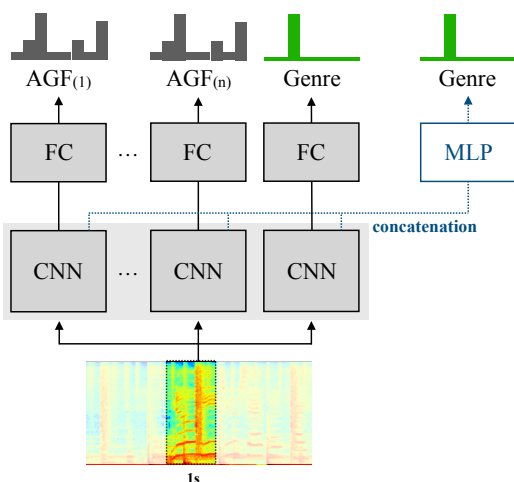 AGF(1) AGF(n) Genre Genre
FC ... FC FC MLP
concatenation
CNN ... CNN CNN
1s